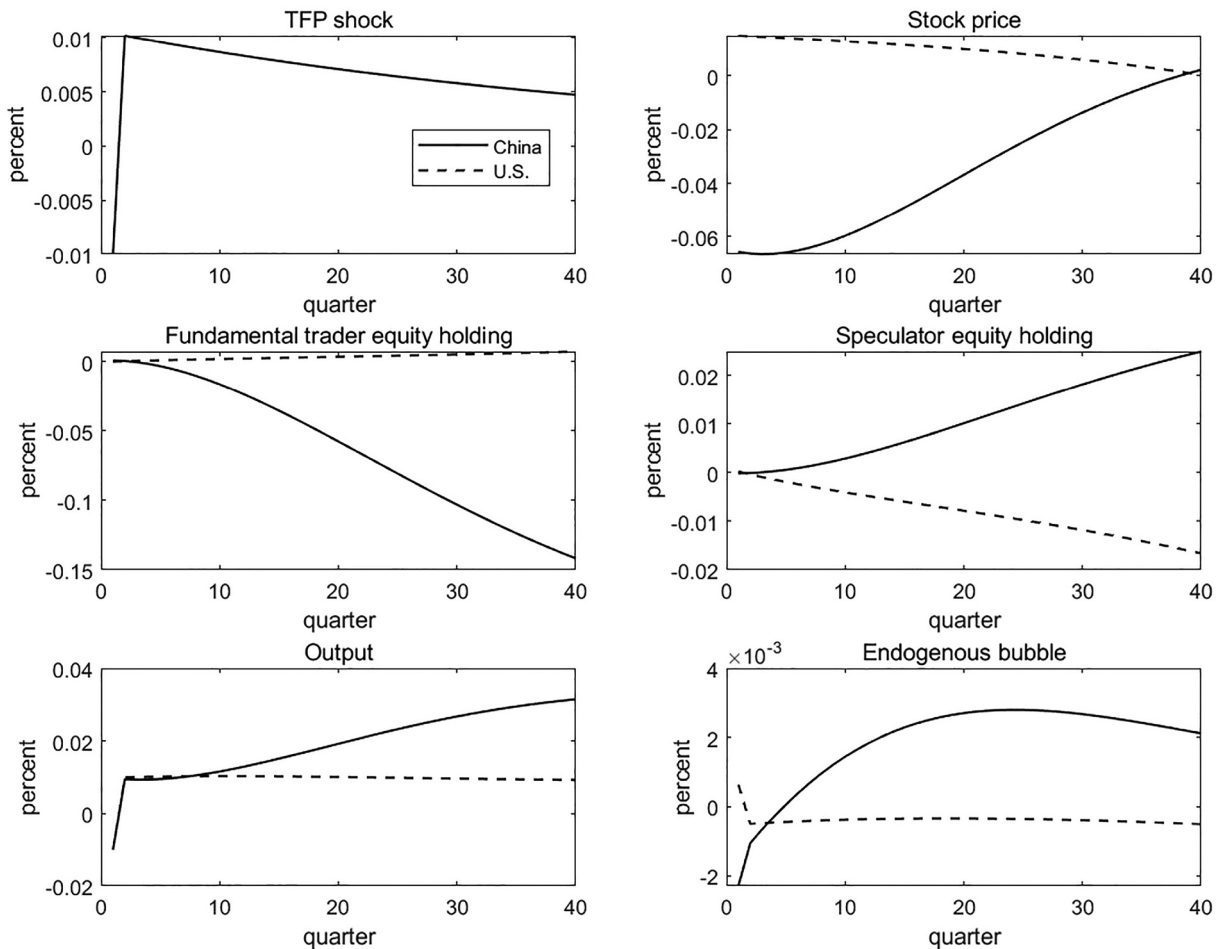 TFP shock
0.01
0.005
0
-0.005
-0.01
percent
China
U.S.
0 10 20 30 40
quarter
Stock price
0
-0.02
-0.04
-0.06
percent
0 10 20 30 40
quarter
Fundamental trader equity holding
0
-0.05
-0.1
-0.15
percent
0 10 20 30 40
quarter
Speculator equity holding
0.02
0.01
0
-0.01
-0.02
percent
0 10 20 30 40
quarter
Output
0.04
0.02
0
-0.02
percent
0 10 20 30 40
quarter
Endogenous bubble
×10-3
4
2
0
-2
percent
0 10 20 30 40
quarter